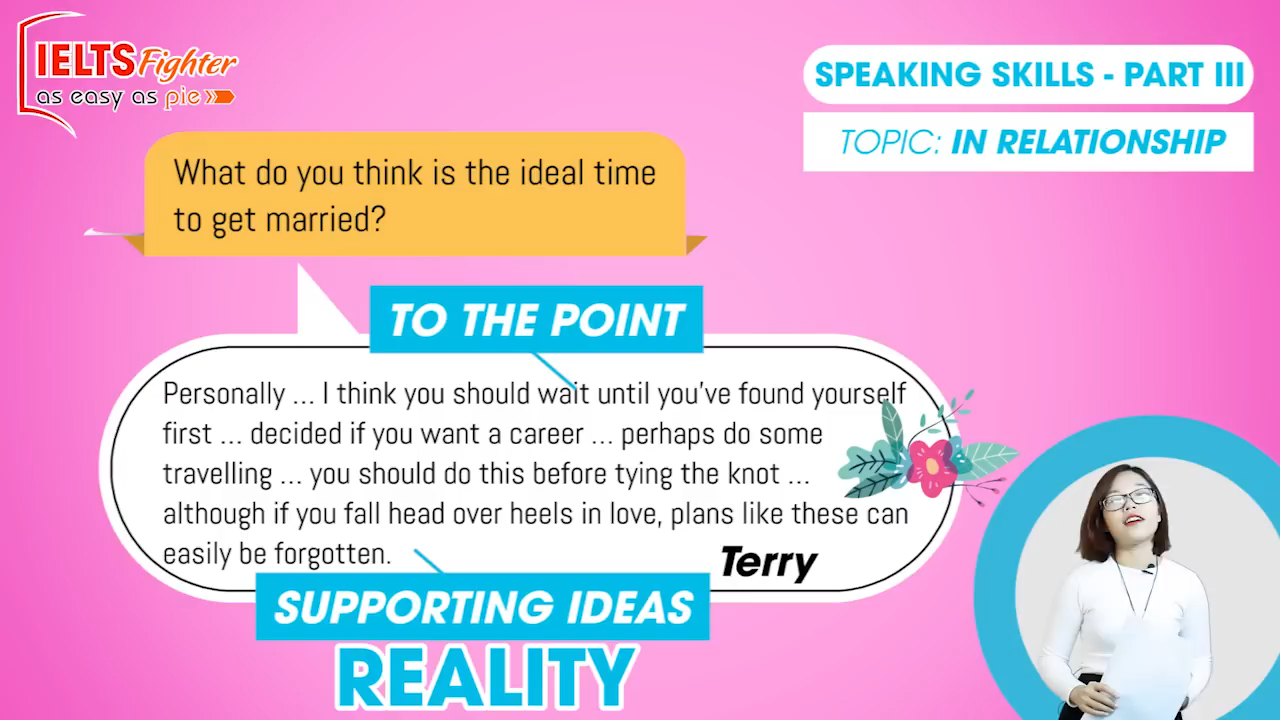 IELTS Fighter
as easy as pie
SPEAKING SKILLS - PART III
TOPIC: IN RELATIONSHIP
What do you think is the ideal time
to get married?
TO THE POINT
Personally ... I think you should wait until you've found yourself
first ... decided if you want a career ... perhaps do some
travelling ... you should do this before tying the knot ...
although if you fall head over heels in love, plans like these can
easily be forgotten.
Terry
SUPPORTING IDEAS
REALITY